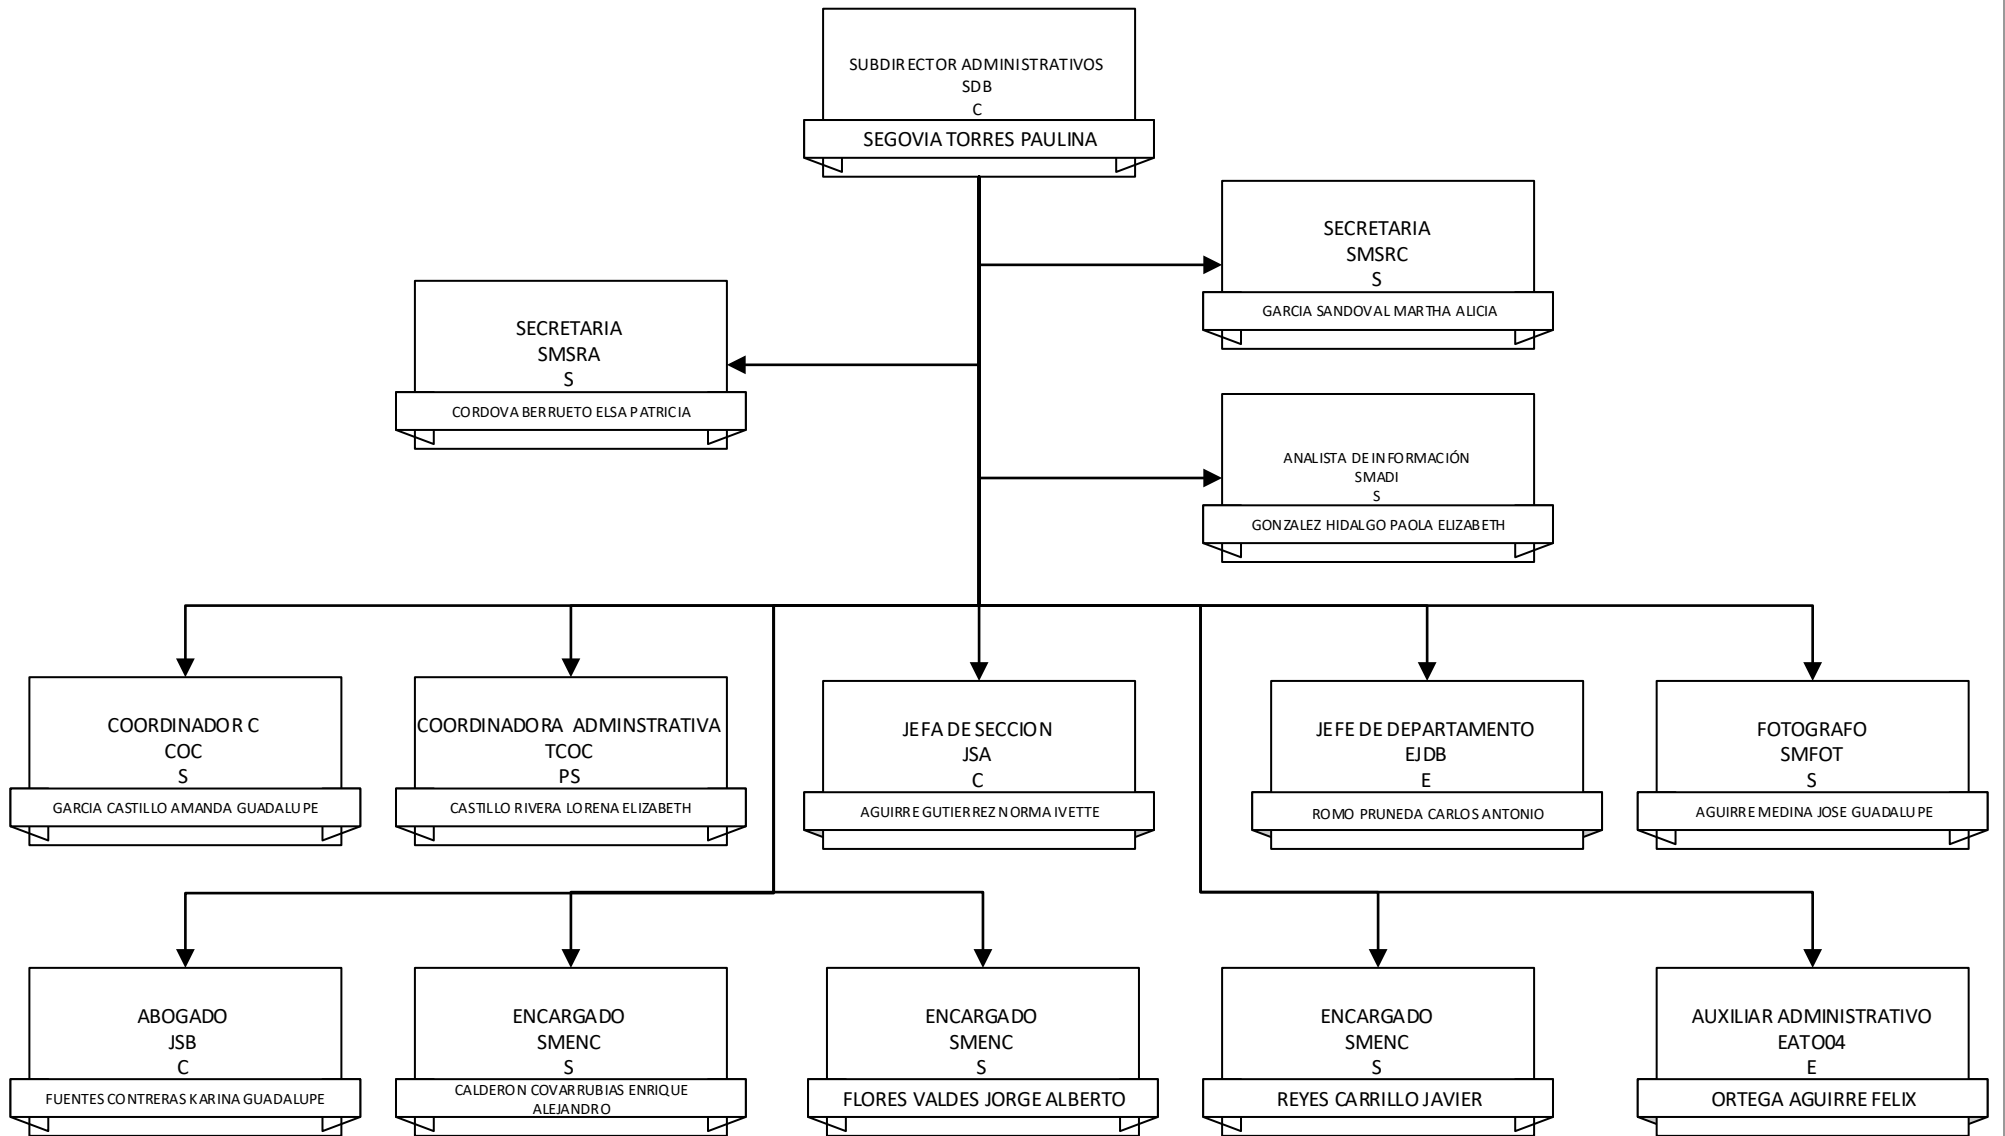 SUBDIRECTOR ADMINISTRATIVOS
SDB
C
SEGOVIA TORRES PAULINA
SECRETARIA
SMSRC
S
GARCIA SANDOVAL MARTHA ALICIA
SECRETARIA
SMSRA
S
CORDOVA BERRUETO ELSA PATRICIA
ANALISTA DE INFORMACIÓN
SMADI
S
GONZALEZ HIDALGO PAOLA ELIZABETH
COORDINADOR C
COC
S
GARCIA CASTILLO AMANDA GUADALUPE
COORDINADORA ADMINSTRATIVA
TCOC
PS
CASTILLO RIVERA LORENA ELIZABETH
JEFA DE SECCION
JSA
C
AGUIRRE GUTIERREZ NORMA IVETTE
JEFE DE DEPARTAMENTO
EJDB
E
ROMO PRUNEDA CARLOS ANTONIO
FOTOGRAFO
SMFOT
S
AGUIRRE MEDINA JOSE GUADALUPE
ABOGADO
JSB
C
FUENTES CONTRERAS KARINA GUADALUPE
ENCARGADO
SMENC
S
CALDERON COVARRUBIAS ENRIQUE
ALEJANDRO
ENCARGADO
SMENC
S
FLORES VALDES JORGE ALBERTO
ENCARGADO
SMENC
S
REYES CARRILLO JAVIER
AUXILIAR ADMINISTRATIVO
EATO04
E
ORTEGA AGUIRRE FELIX